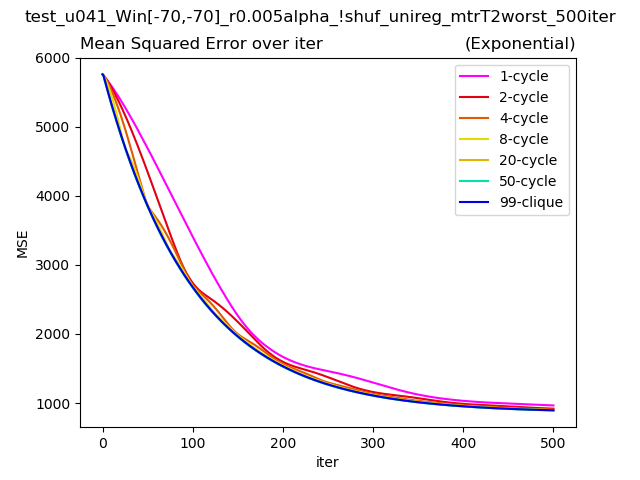 test_u041_Win[-70,-70]_r0.005alpha_!shuf_unireg_mtrT2worst_500iter
Mean Squared Error over iter (Exponential)
6000
5000
4000
3000
2000
1000
MSE
1-cycle
2-cycle
4-cycle
8-cycle
20-cycle
50-cycle
99-clique
0 100 200 300 400 500
iter